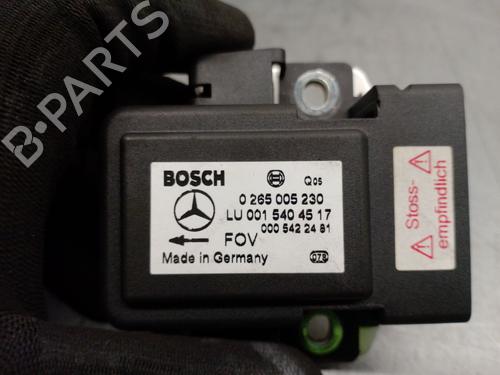 B-PARTS
BOSCH
Q05
0 265 005 230
LU 001 540 45 17
000 542 24 81
FOV
Made in Germany
Stoss-
empfindlich